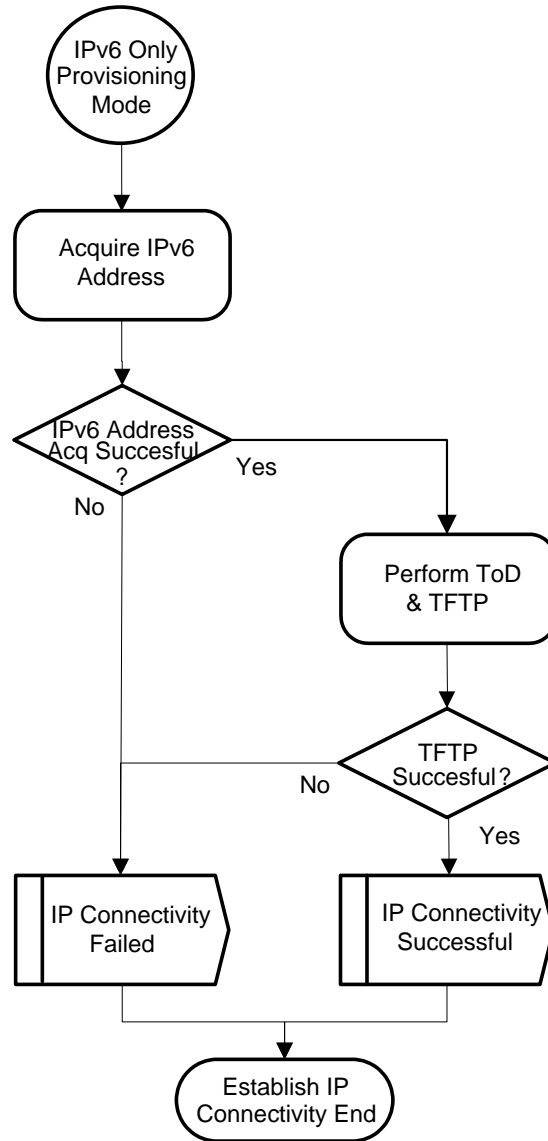 IPv6 Only
Provisioning
Mode
Acquire IPv6
Address
IPv6 Address
Acq Succesful
?
Yes
No
Perform ToD
& TFTP
TFTP
Succesful?
No
Yes
IP Connectivity
Failed
IP Connectivity
Successful
Establish IP
Connectivity End